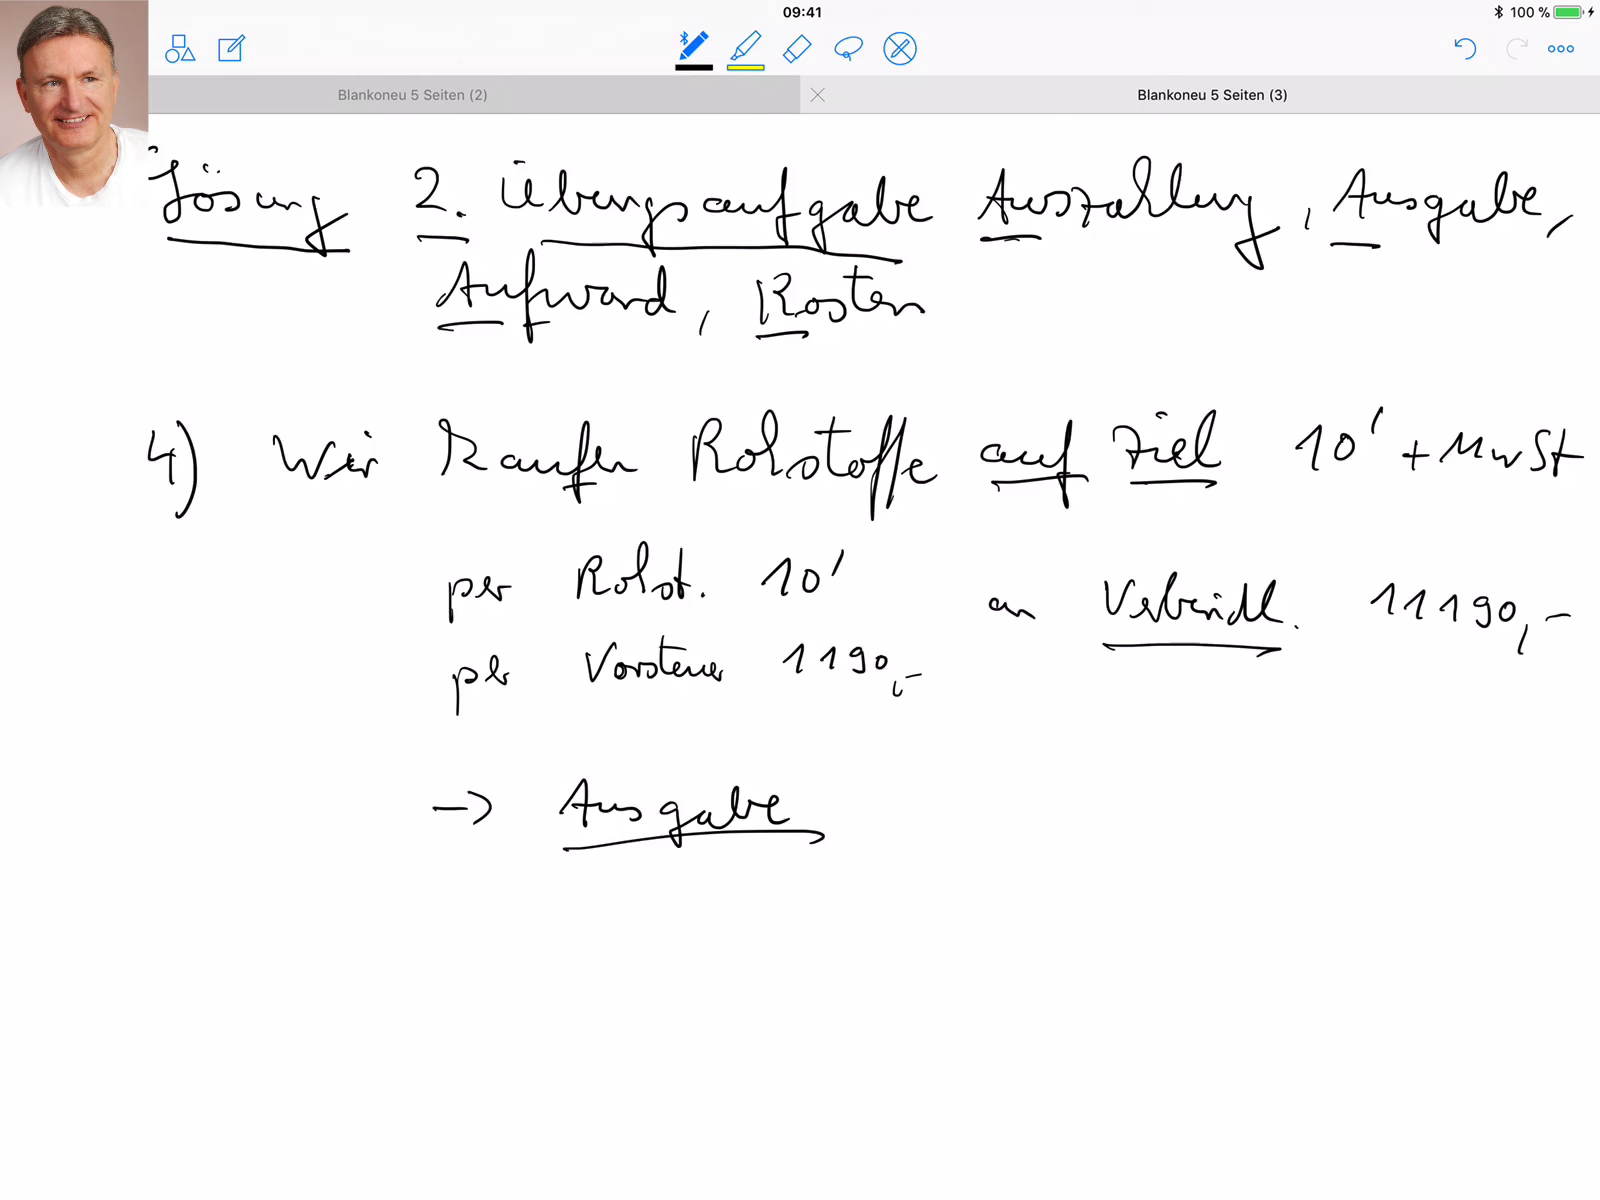 09:41
100 %
Blankoneu 5 Seiten (2)
Blankoneu 5 Seiten (3)
Lösung 2. Übungsaufgabe Auszahlung, Ausgabe,
Aufwand, Kosten
4) Wir kaufen Rohstoffe auf Ziel 10' + MwSt
per Rohst. 10' an Verbindl. 11190,-
per Vorsteuer 1190,-
-> Ausgabe